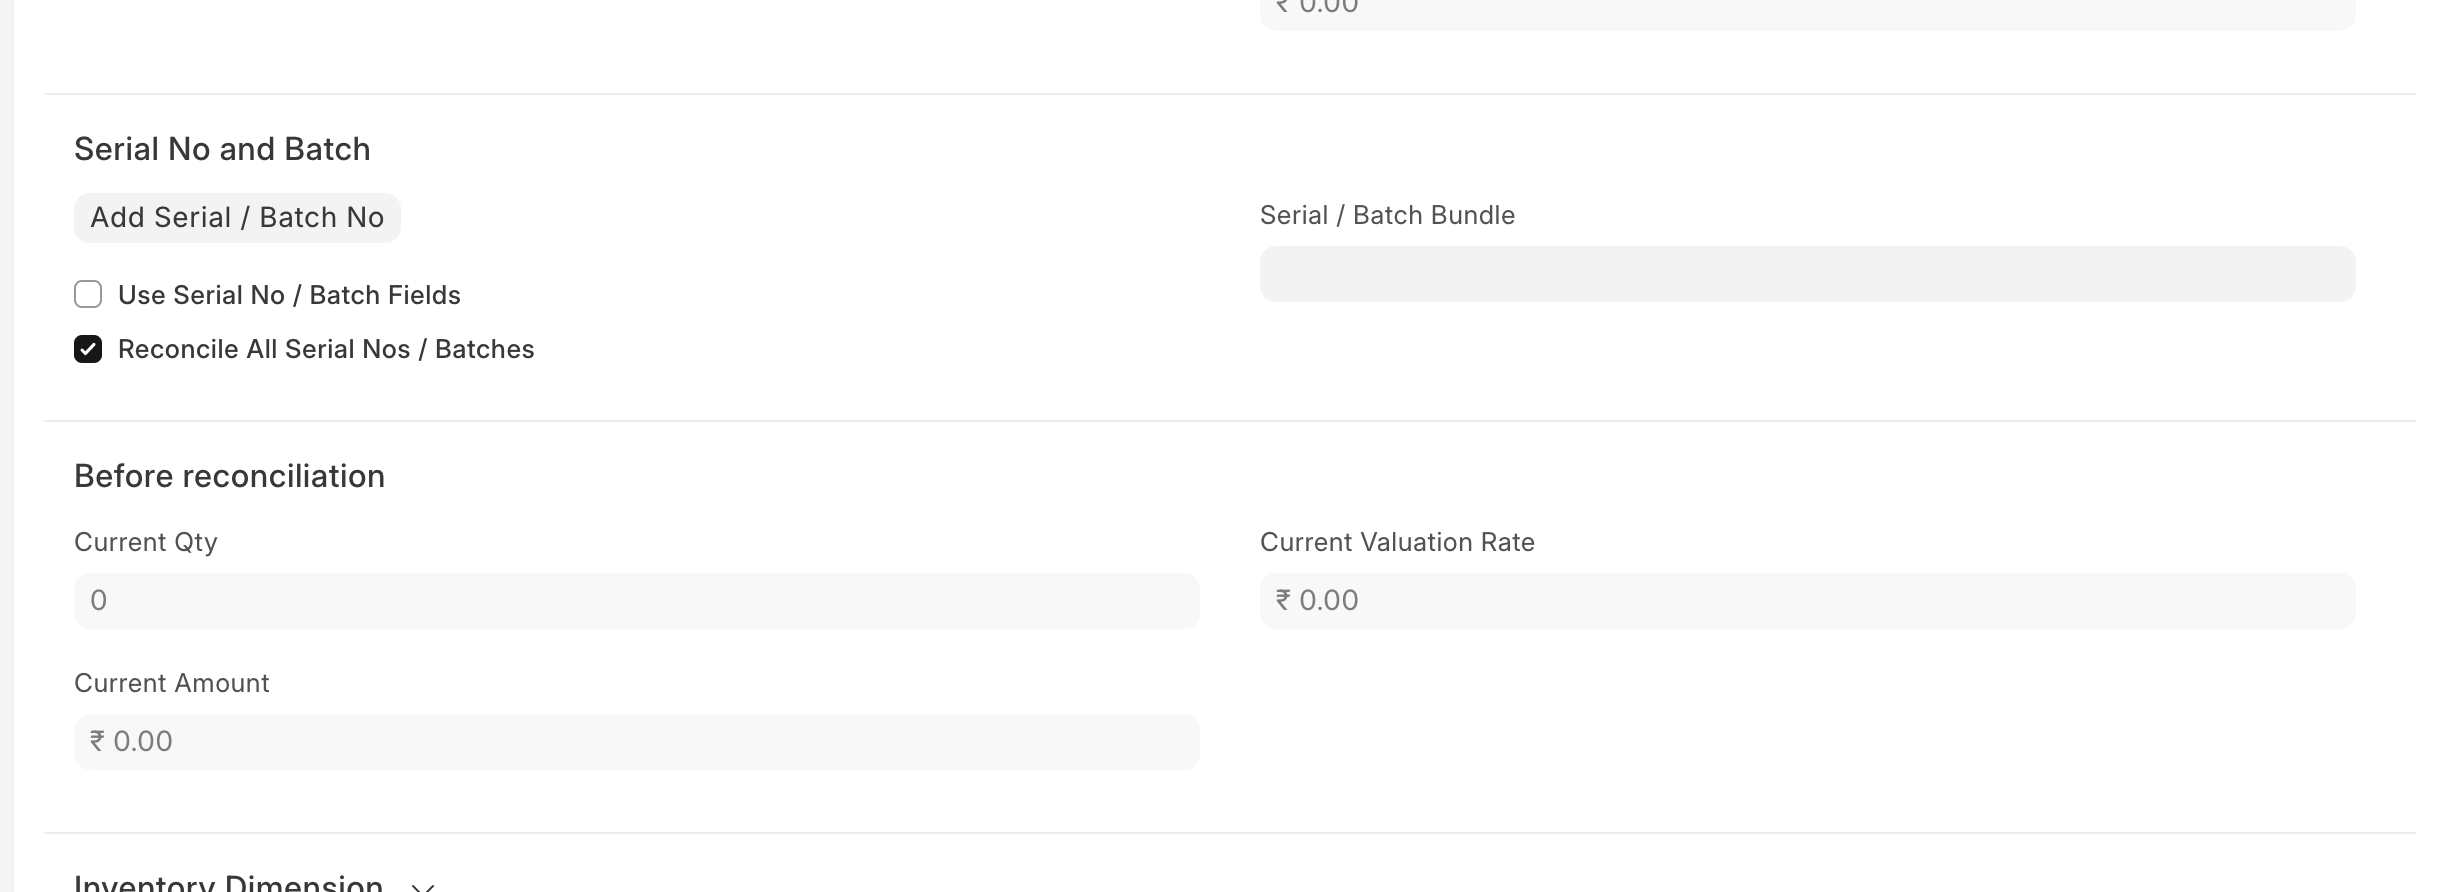 ₹ 0.00
Serial No and Batch
Add Serial / Batch No
Serial / Batch Bundle
Use Serial No / Batch Fields
Reconcile All Serial Nos / Batches
Before reconciliation
Current Qty
0
Current Valuation Rate
₹ 0.00
Current Amount
₹ 0.00
Inventory Dimension